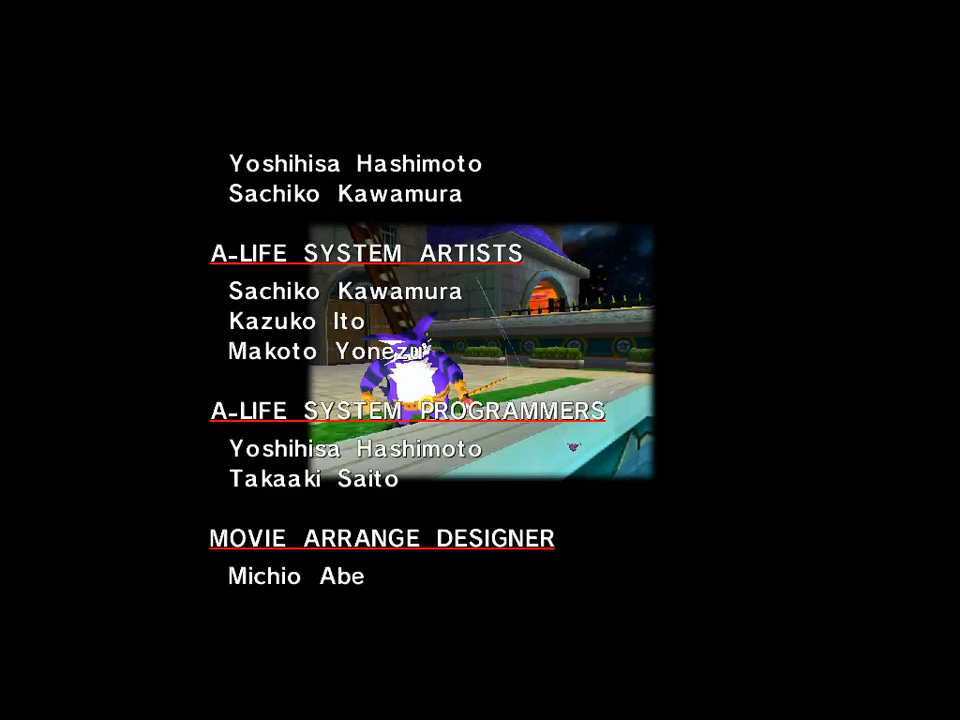 Yoshihisa Hashimoto
Sachiko Kawamura
A-LIFE SYSTEM ARTISTS
Sachiko Kawamura
Kazuko Ito
Makoto Yonezu
A-LIFE SYSTEM PROGRAMMERS
Yoshihisa Hashimoto
Takaaki Saito
MOVIE ARRANGE DESIGNER
Michio Abe